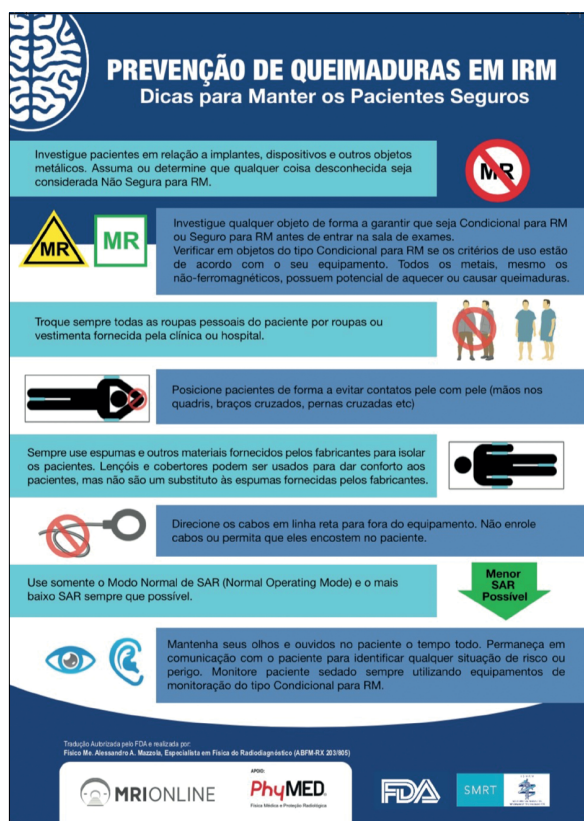 PREVENÇÃO DE QUEIMADURAS EM IRM
Dicas para Manter os Pacientes Seguros
Investigue pacientes em relação a implantes, dispositivos e outros objetos
metálicos. Assuma ou determine que qualquer coisa desconhecida seja
considerada Não Segura para RM.
MR
MR
MR
Investigue qualquer objeto de forma a garantir que seja Condicional para RM
ou Seguro para RM antes de entrar na sala de exames.
Verificar em objetos do tipo Condicional para RM se os critérios de uso estão
de acordo com o seu equipamento. Todos os metais, mesmo os
não-ferromagnéticos, possuem potencial de aquecer ou causar queimaduras.
Troque sempre todas as roupas pessoais do paciente por roupas ou
vestimenta fornecida pela clínica ou hospital.
Posicione pacientes de forma a evitar contatos pele com pele (mãos nos
quadris, braços cruzados, pernas cruzadas etc)
Sempre use espumas e outros materiais fornecidos pelos fabricantes para isolar
os pacientes. Lençóis e cobertores podem ser usados para dar conforto aos
pacientes, mas não são um substituto às espumas fornecidas pelos fabricantes.
Direcione os cabos em linha reta para fora do equipamento. Não enrole
cabos ou permita que eles encostem no paciente.
Use somente o Modo Normal de SAR (Normal Operating Mode) e o mais
baixo SAR sempre que possível.
Menor
SAR
Possível
Mantenha seus olhos e ouvidos no paciente o tempo todo. Permaneça em
comunicação com o paciente para identificar qualquer situação de risco ou
perigo. Monitore paciente sedado sempre utilizando equipamentos de
monitoração do tipo Condicional para RM.
Tradução Autorizada pelo FDA e realizada por:
Físico Me. Alessandro A. Mazzola, Especialista em Física do Radiodiagnóstico (ABFM-RX 203/805)
MRIONLINE
APOIO:
PhyMED.
Física Médica e Proteção Radiológica
FDA
SMRT